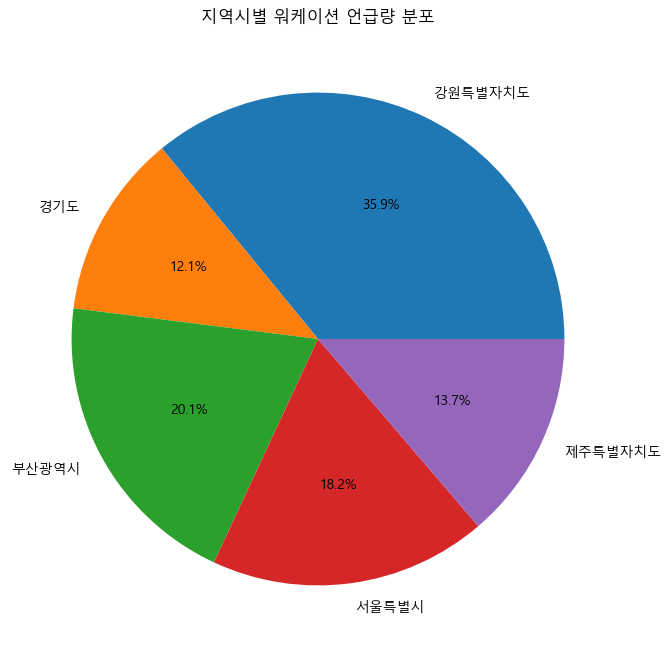 지역시별 워케이션 언급량 분포
강원특별자치도
35.9%
경기도
12.1%
부산광역시
20.1%
서울특별시
18.2%
제주특별자치도
13.7%